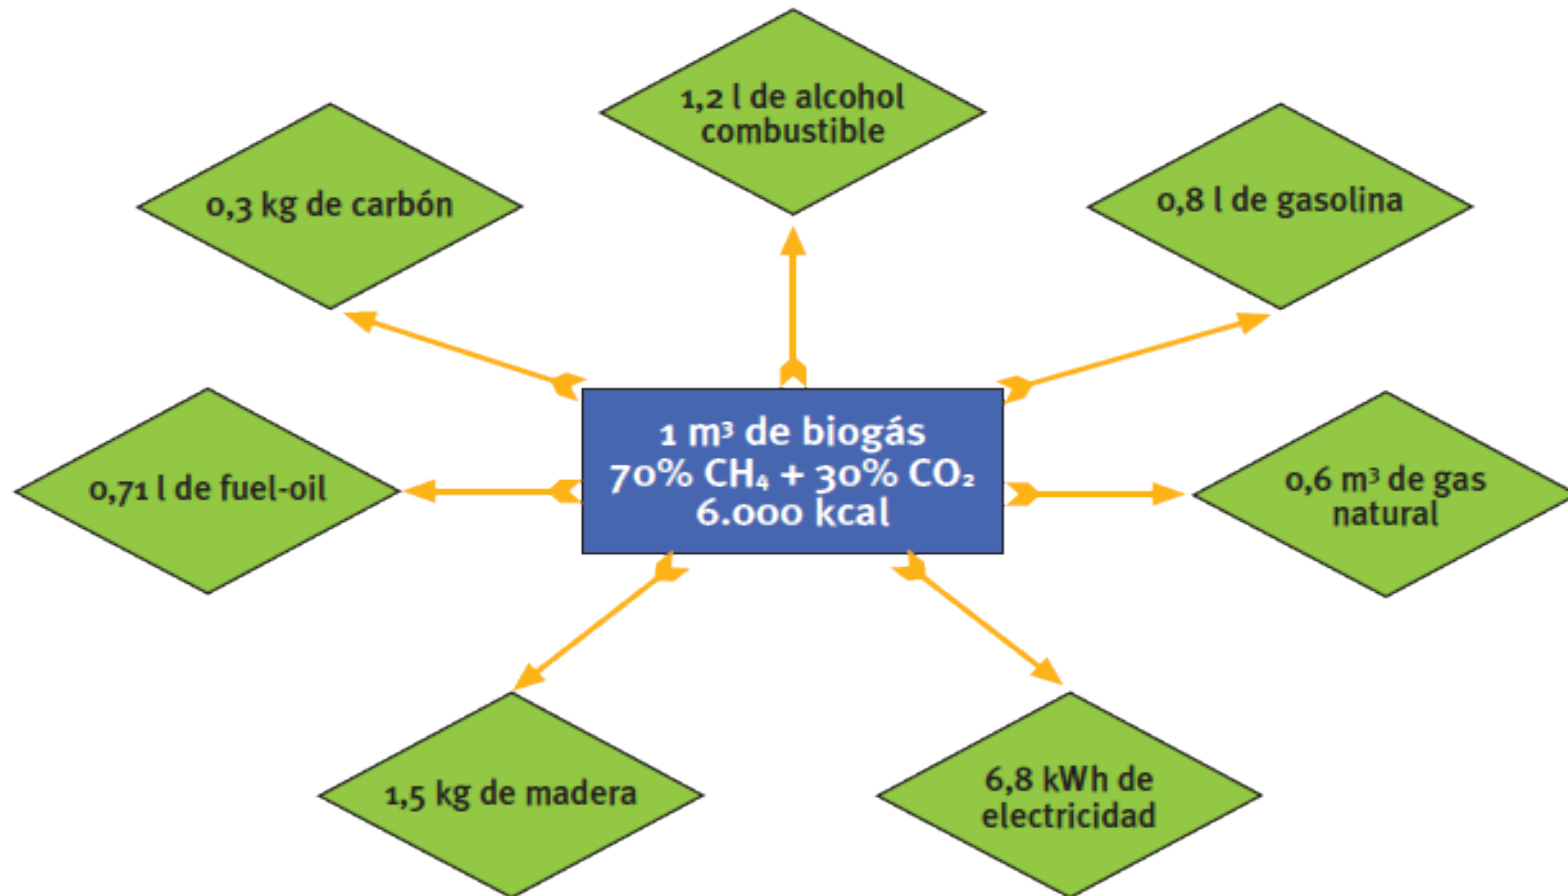 1,2 l de alcohol
combustible
0,3 kg de carbón
0,8 l de gasolina
1 m³ de biogás
70% CH₄ + 30% CO₂
6.000 kcal
0,71 l de fuel-oil
0,6 m³ de gas
natural
1,5 kg de madera
6,8 kWh de
electricidad